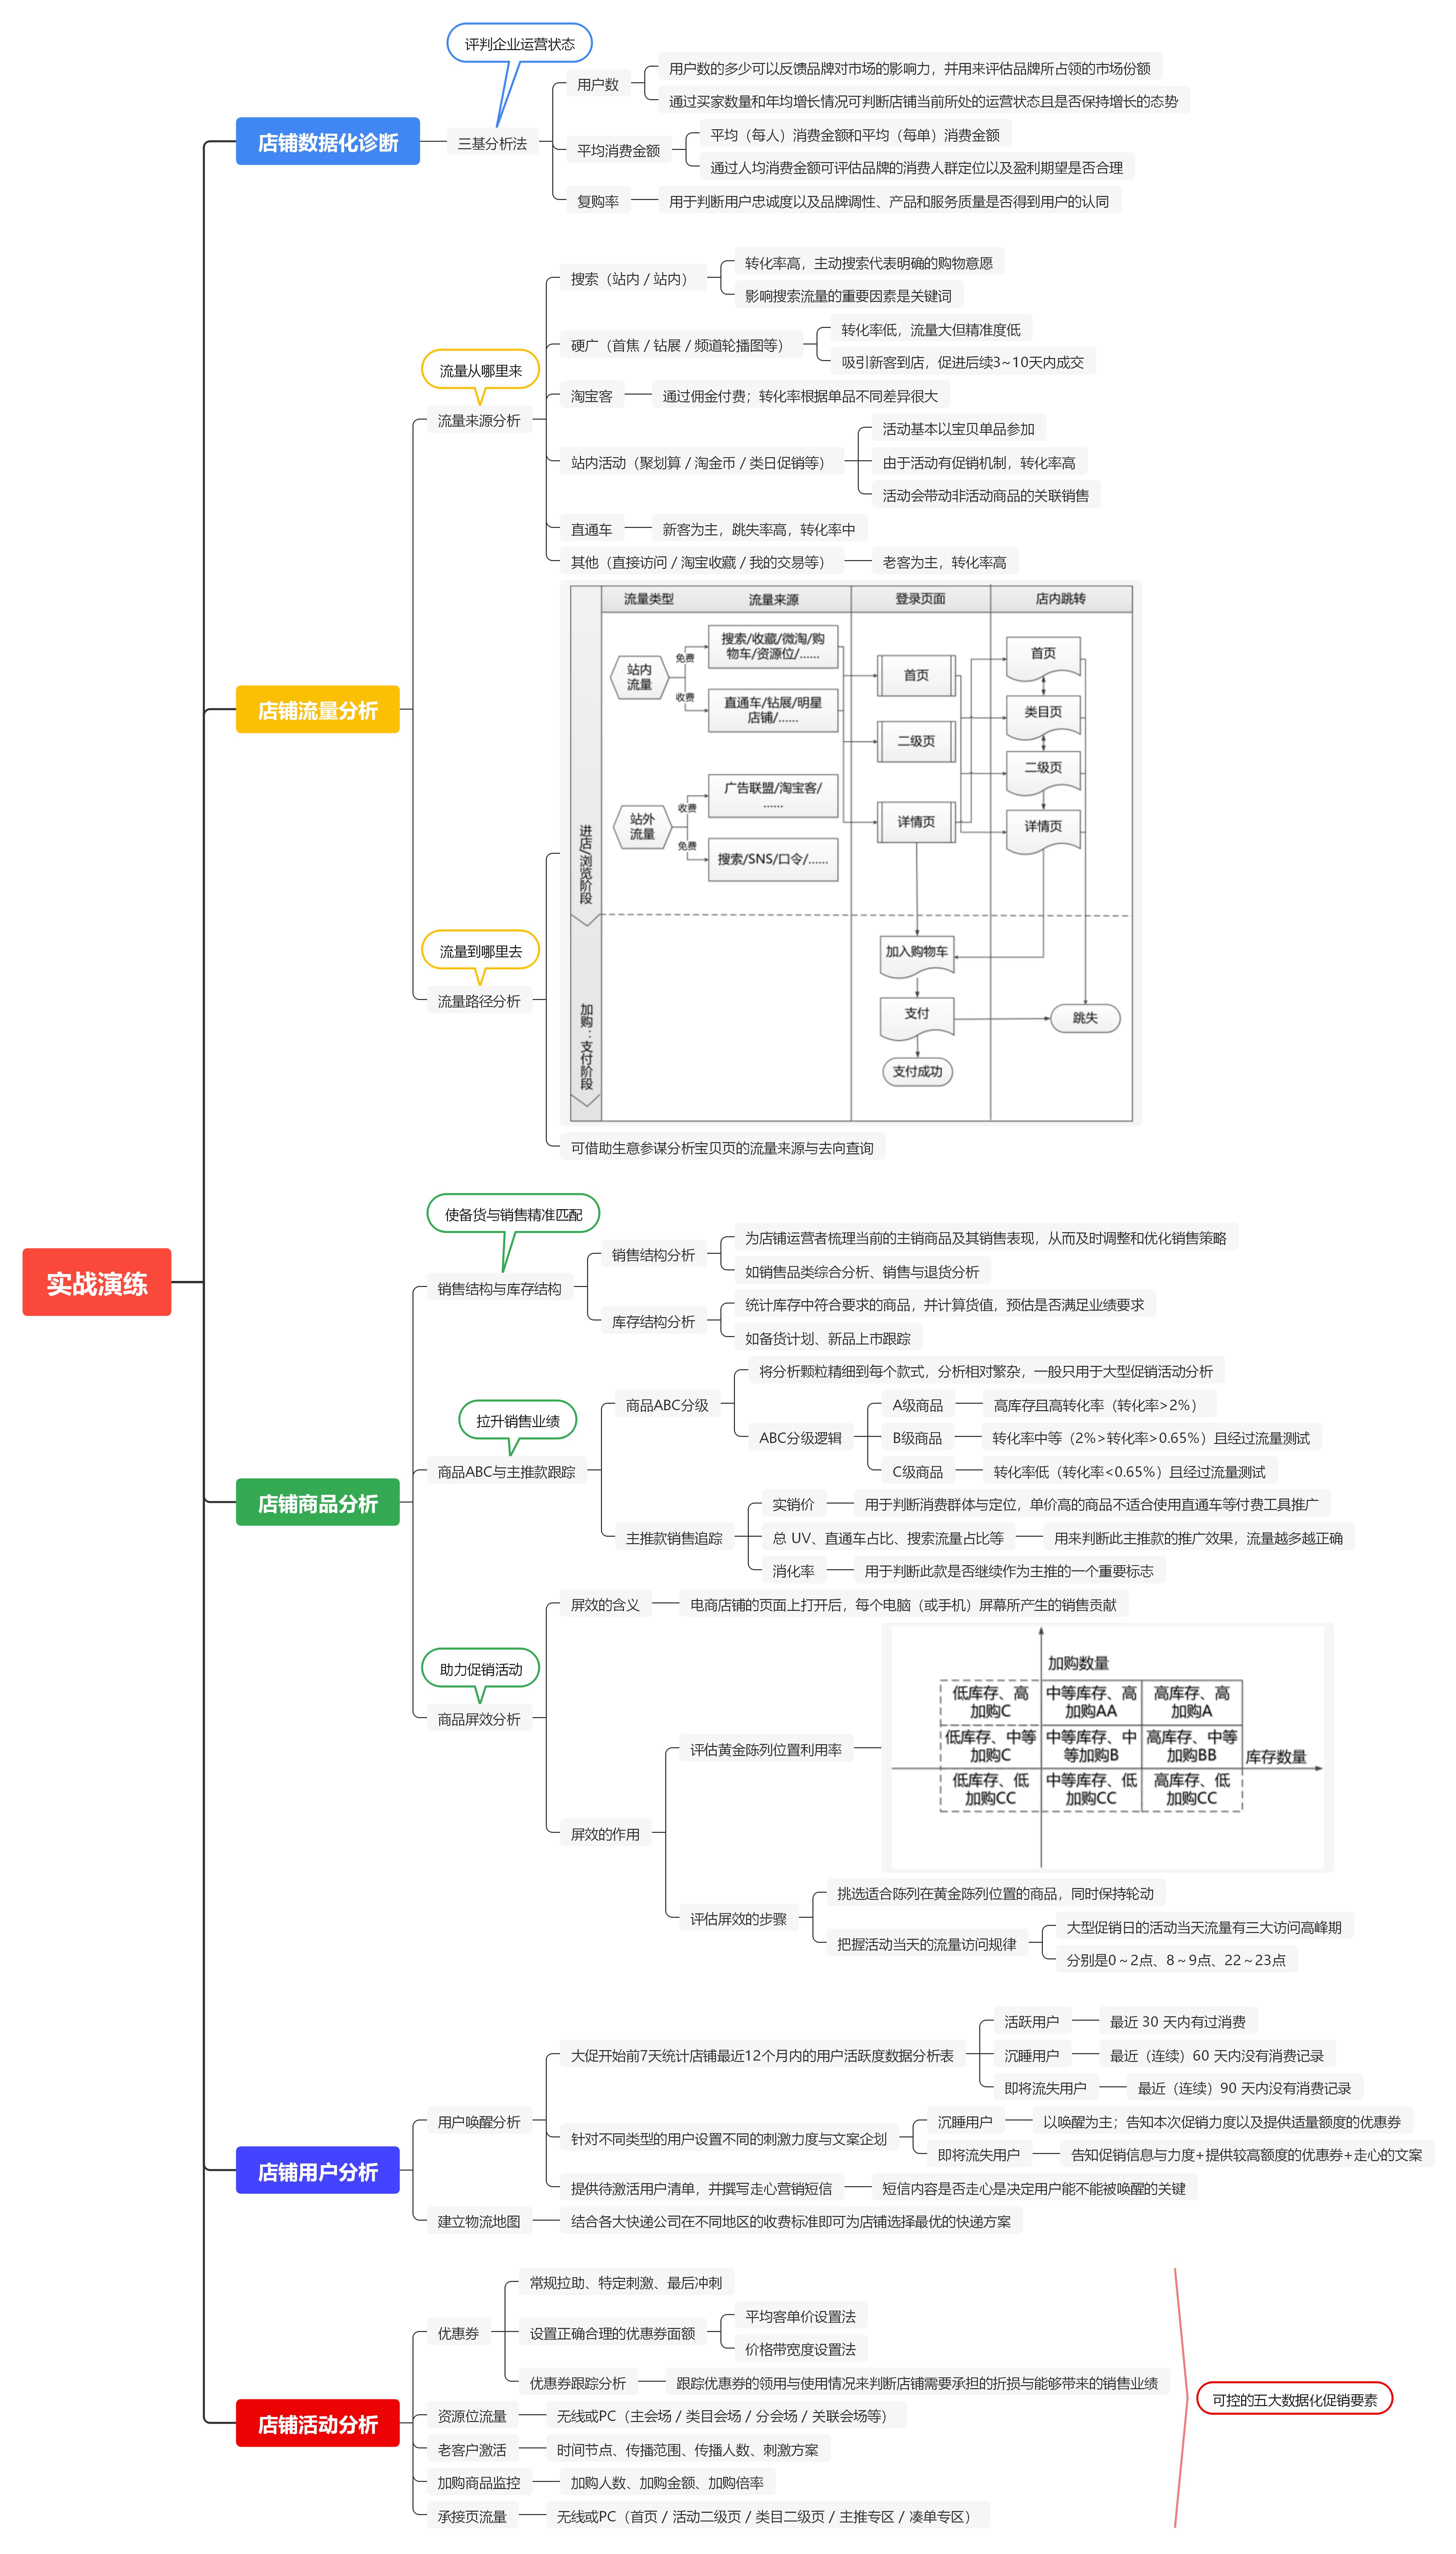 实战演练
店铺数据化诊断
评判企业运营状态
三基分析法
用户数
用户数的多少可以反馈品牌对市场的影响力，并用来评估品牌所占领的市场份额
通过买家数量和年均增长情况可判断店铺当前所处的运营状态且是否保持增长的态势
平均消费金额
平均（每人）消费金额和平均（每单）消费金额
通过人均消费金额可评估品牌的消费人群定位以及盈利期望是否合理
复购率
用于判断用户忠诚度以及品牌调性、产品和服务质量是否得到用户的认同
店铺流量分析
流量从哪里来
流量来源分析
搜索（站内 / 站内）
转化率高，主动搜索代表明确的购物意愿
影响搜索流量的重要因素是关键词
硬广（首焦 / 钻展 / 频道轮播图等）
转化率低，流量大但精准度低
吸引新客到店，促进后续3~10天内成交
淘宝客
通过佣金付费；转化率根据单品不同差异很大
站内活动（聚划算 / 淘金币 / 类目促销等）
活动基本以宝贝单品参加
由于活动有促销机制，转化率高
活动会带动非活动商品的关联销售
直通车
新客为主，跳失率高，转化率中
其他（直接访问 / 淘宝收藏 / 我的交易等）
老客为主，转化率高
流量到哪里去
流量路径分析
流量类型
流量来源
登录页面
店内跳转
进店/浏览阶段
站内
流量
免费
收费
搜索/收藏/微淘/购
物车/资源位/......
直通车/钻展/明星
店铺/......
站外
流量
收费
免费
广告联盟/淘宝客/
......
搜索/SNS/口令/......
首页
二级页
详情页
首页
类目页
二级页
详情页
加购：支付阶段
加入购物车
支付
支付成功
跳失
可借助生意参谋分析宝贝页的流量来源与去向查询
店铺商品分析
使备货与销售精准匹配
销售结构与库存结构
销售结构分析
为店铺运营者梳理当前的主销商品及其销售表现，从而及时调整和优化销售策略
如销售品类综合分析、销售与退货分析
库存结构分析
统计库存中符合要求的商品，并计算货值，预估是否满足业绩要求
如备货计划、新品上市跟踪
拉升销售业绩
商品ABC与主推款跟踪
商品ABC分级
将分析颗粒精细到每个款式，分析相对繁杂，一般只用于大型促销活动分析
ABC分级逻辑
A级商品
高库存且高转化率（转化率>2%）
B级商品
转化率中等（2%>转化率>0.65%）且经过流量测试
C级商品
转化率低（转化率<0.65%）且经过流量测试
主推款销售追踪
实销价
用于判断消费群体与定位，单价高的商品不适合使用直通车等付费工具推广
总 UV、直通车占比、搜索流量占比等
用来判断此主推款的推广效果，流量越多越正确
消化率
用于判断此款是否继续作为主推的一个重要标志
助力促销活动
商品屏效分析
屏效的含义
电商店铺的页面上打开后，每个电脑（或手机）屏幕所产生的销售贡献
屏效的作用
评估黄金陈列位置利用率
加购数量
低库存、高
加购C
中等库存、高
加购AA
高库存、高
加购A
低库存、中等
加购C
中等库存、中
等加购B
高库存、中等
加购BB
库存数量
低库存、低
加购CC
中等库存、低
加购CC
高库存、低
加购CC
评估屏效的步骤
挑选适合陈列在黄金陈列位置的商品，同时保持轮动
把握活动当天的流量访问规律
大型促销日的活动当天流量有三大访问高峰期
分别是0～2点、8～9点、22～23点
店铺用户分析
用户唤醒分析
大促开始前7天统计店铺最近12个月内的用户活跃度数据分析表
活跃用户
最近 30 天内有过消费
沉睡用户
最近（连续）60 天内没有消费记录
即将流失用户
最近（连续）90 天内没有消费记录
针对不同类型的用户设置不同的刺激力度与文案企划
沉睡用户
以唤醒为主；告知本次促销力度以及提供适量额度的优惠券
即将流失用户
告知促销信息与力度+提供较高额度的优惠券+走心的文案
提供待激活用户清单，并撰写走心营销短信
短信内容是否走心是决定用户能不能被唤醒的关键
建立物流地图
结合各大快递公司在不同地区的收费标准即可为店铺选择最优的快递方案
店铺活动分析
优惠券
常规拉助、特定刺激、最后冲刺
设置正确合理的优惠券面额
平均客单价设置法
价格带宽度设置法
优惠券跟踪分析
跟踪优惠券的领用与使用情况来判断店铺需要承担的折损与能够带来的销售业绩
资源位流量
无线或PC（主会场 / 类目会场 / 分会场 / 关联会场等）
老客户激活
时间节点、传播范围、传播人数、刺激方案
加购商品监控
加购人数、加购金额、加购倍率
承接页流量
无线或PC（首页 / 活动二级页 / 类目二级页 / 主推专区 / 凑单专区）
可控的五大数据化促销要素